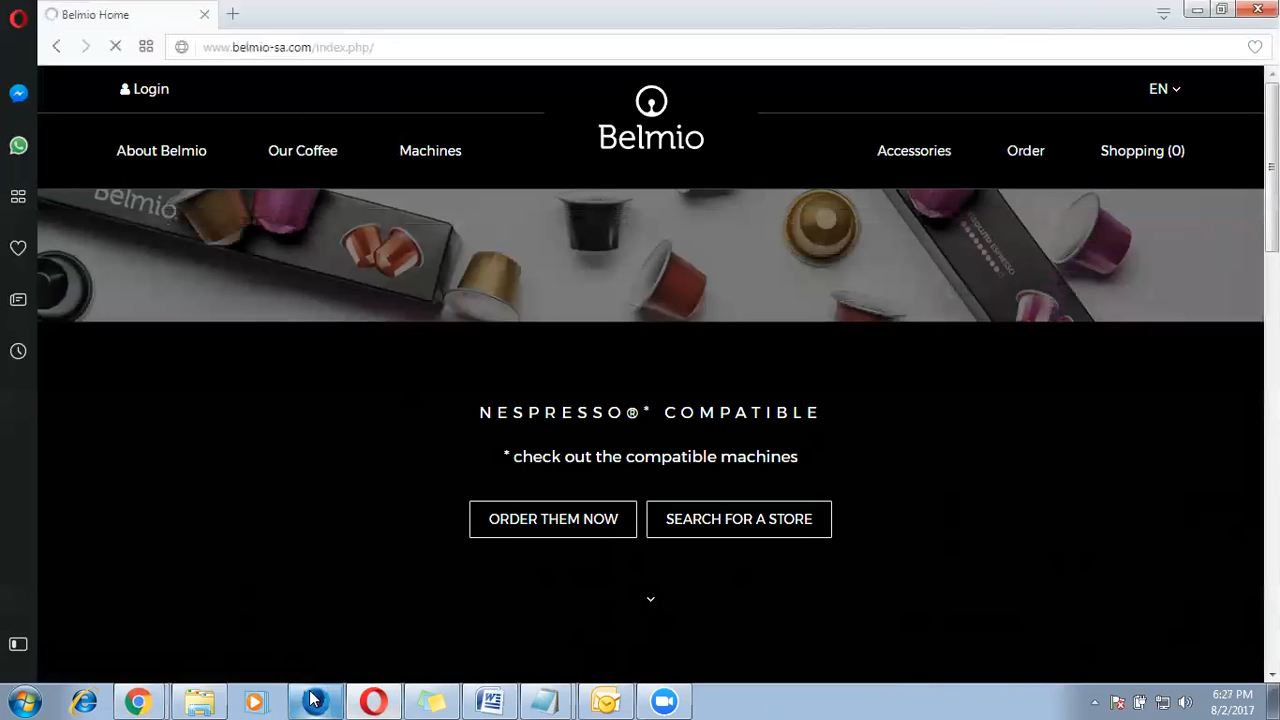 Belmio Home
www.belmio-sa.com/index.php/
Login
EN
Belmio
About Belmio
Our Coffee
Machines
Accessories
Order
Shopping (0)
Belmio
NESPRESSO®* COMPATIBLE
* check out the compatible machines
ORDER THEM NOW
SEARCH FOR A STORE
6:27 PM
8/2/2017